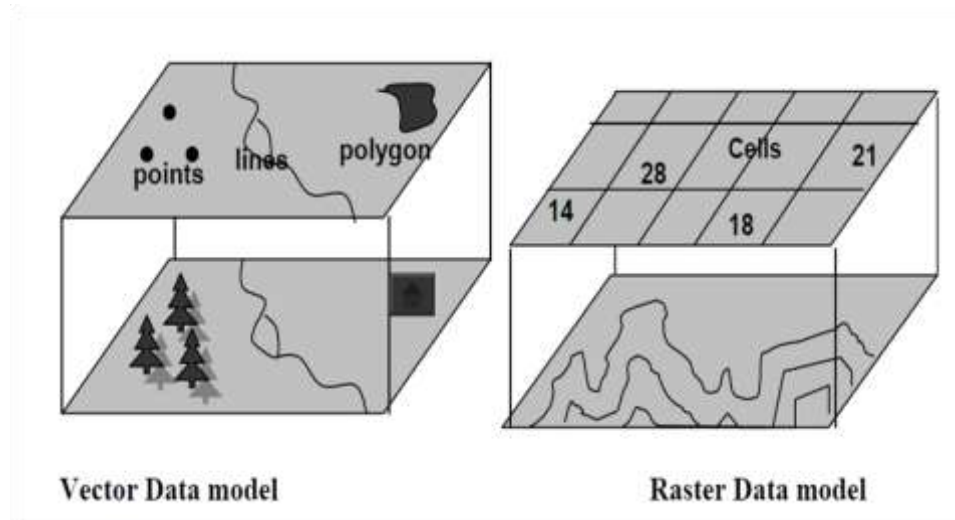 points
lines
polygon
Cells
28
21
14
18
Vector Data model
Raster Data model